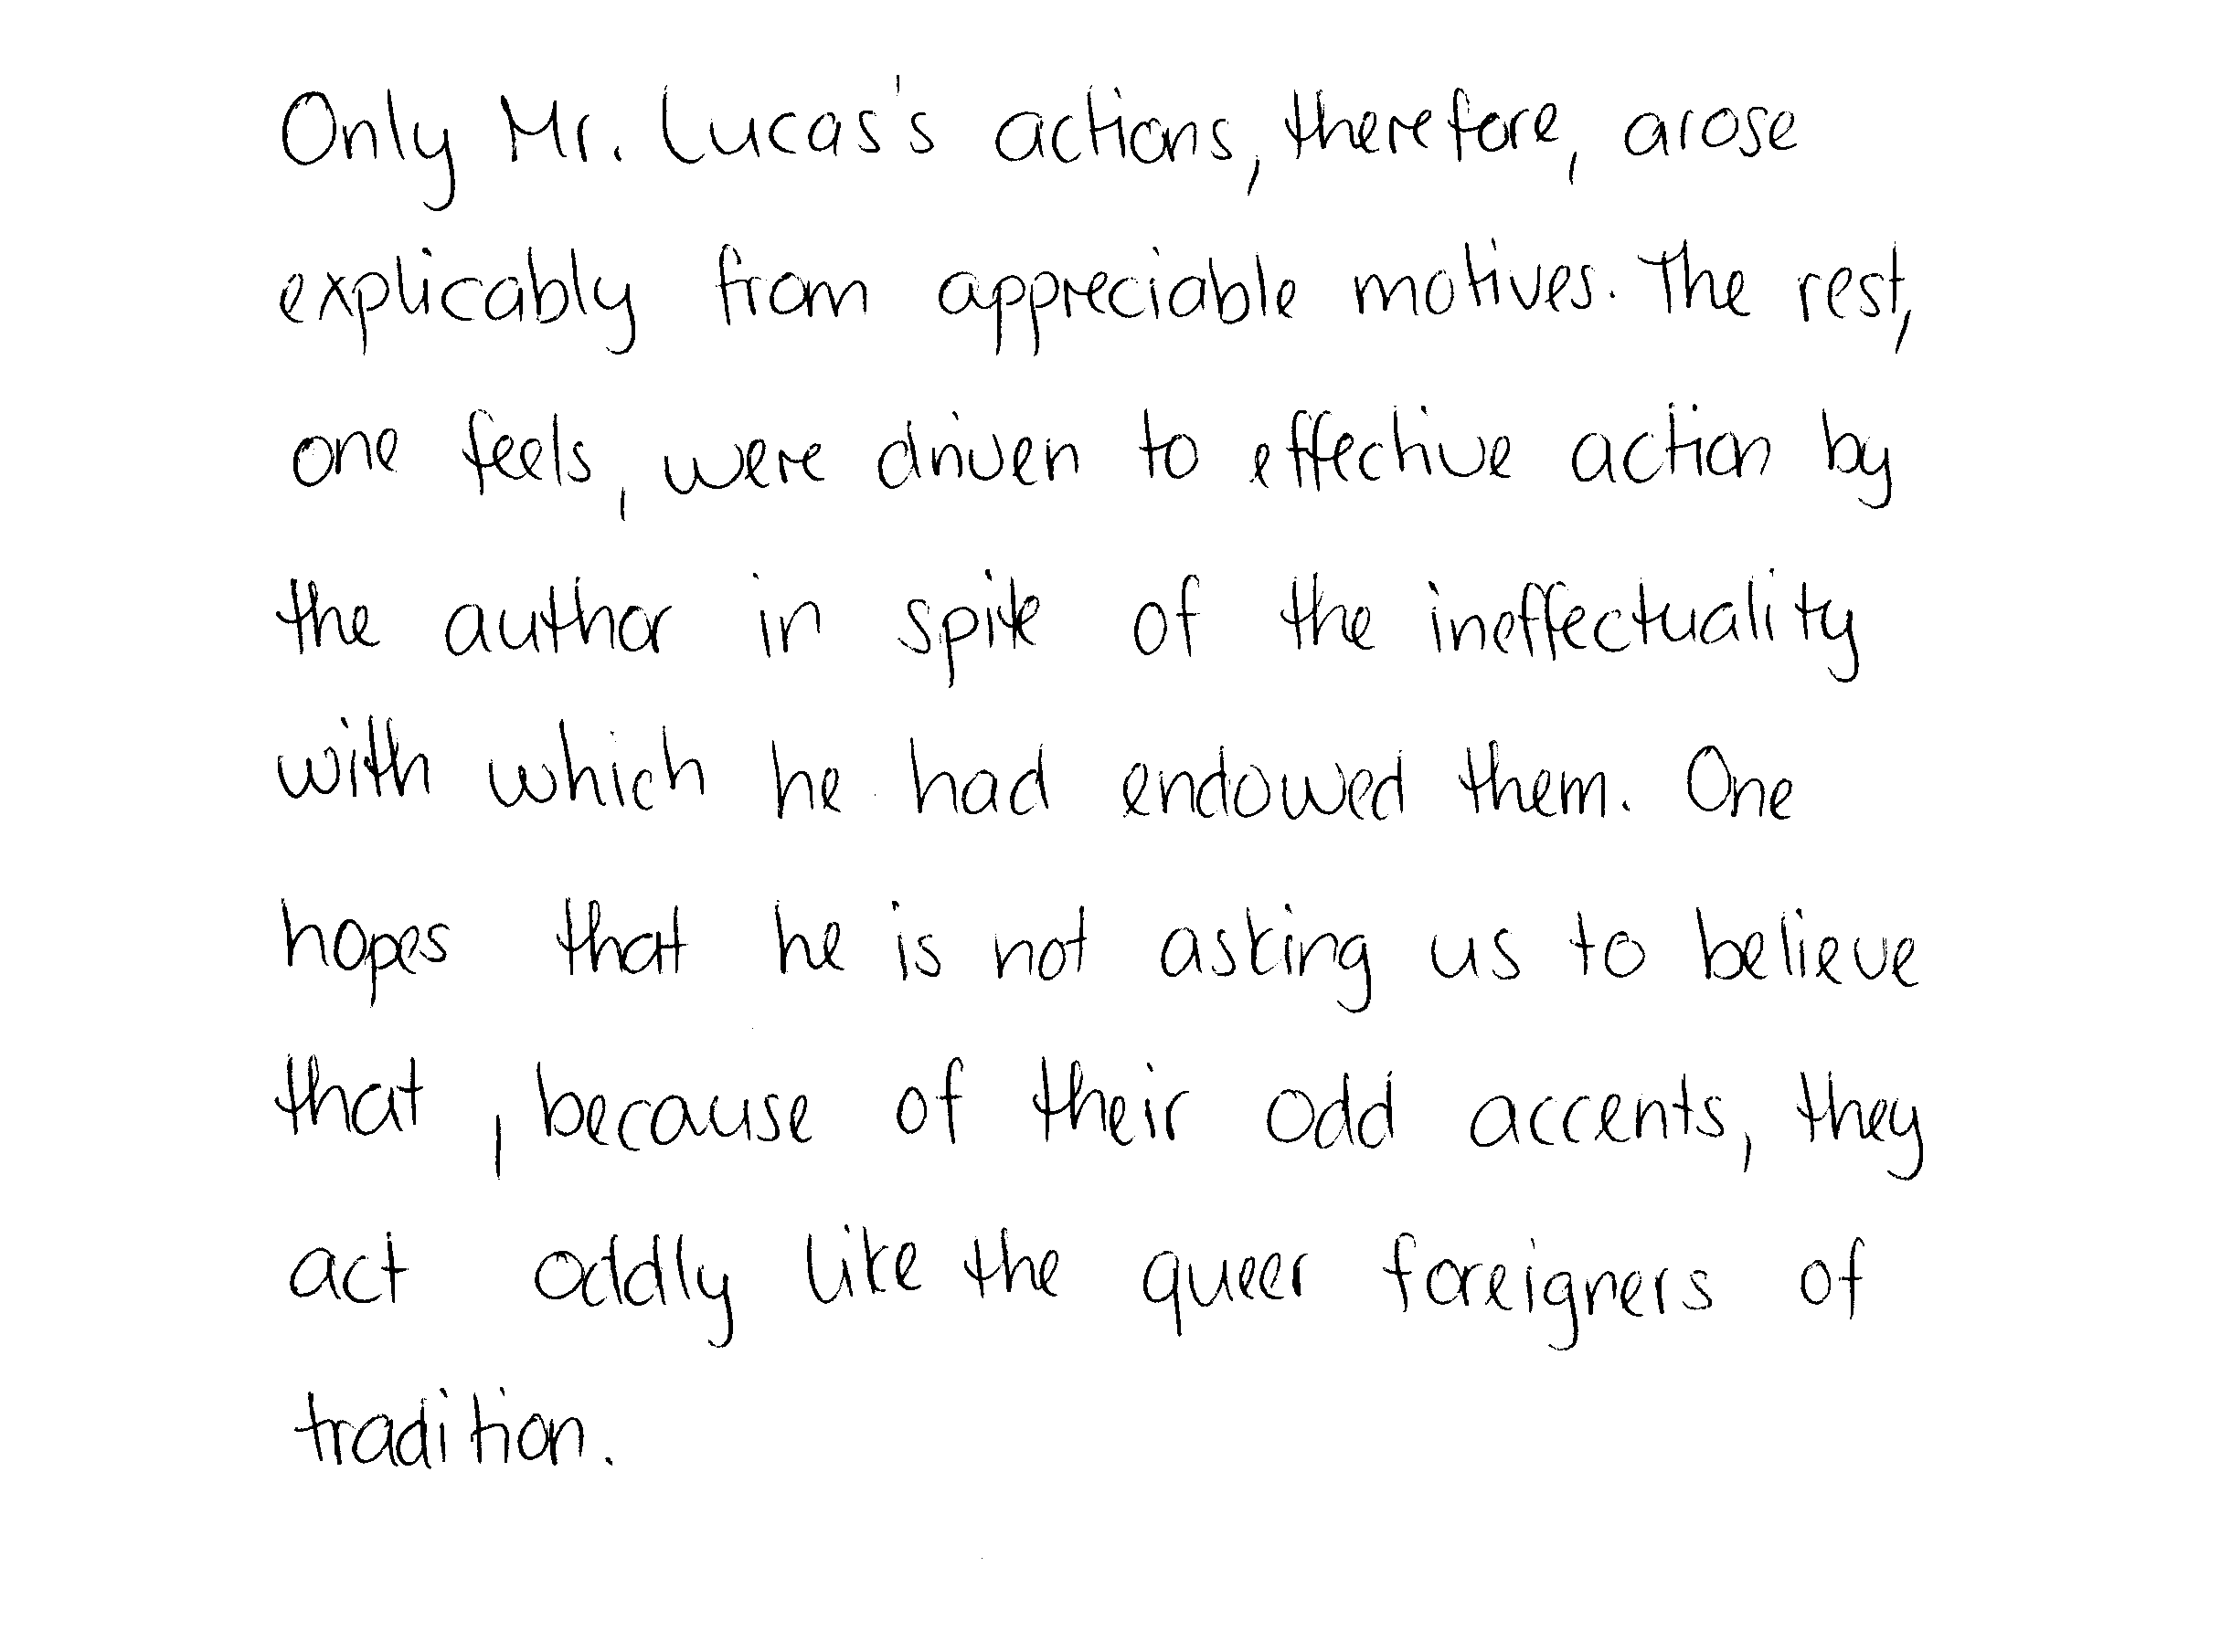 Only Mr. Lucas's actions, therefore, arose
explicably from appreciable motives. The rest,
one feels, were driven to effective action by
the author in spite of the ineffectuality
with which he had endowed them. One
hopes that he is not asking us to believe
that, because of their odd accents, they
act oddly like the queer foreigners of
tradition.